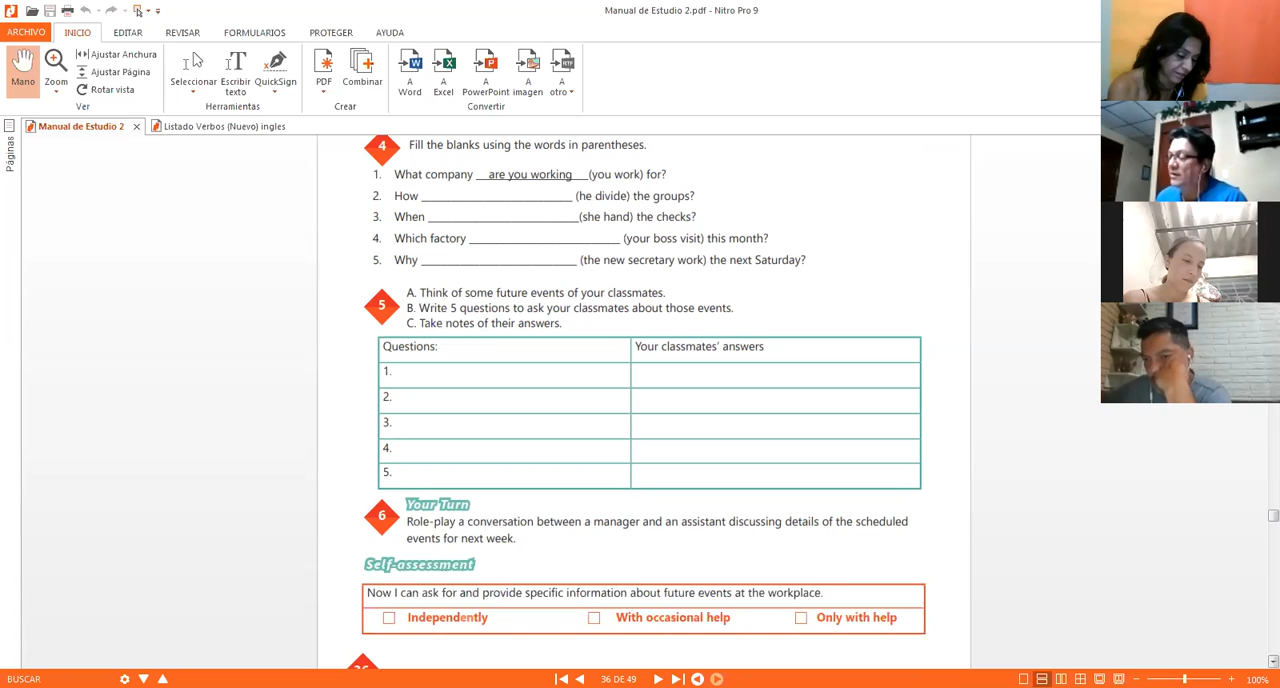 Manual de Estudio 2.pdf - Nitro Pro 9
ARCHIVO INICIO EDITAR REVISAR FORMULARIOS PROTEGER AYUDA
Mano
Zoom
Ajustar Anchura
Ajustar Página
Rotar vista
Ver
Seleccionar
Escribir texto
QuickSign
Herramientas
PDF
Combinar
Crear
A Word
A Excel
A PowerPoint
A imagen
A otro
Convertir
Manual de Estudio 2
Listado Verbos (Nuevo) ingles
Páginas
4 Fill the blanks using the words in parentheses.
1. What company __are you working___(you work) for?
2. How ______________________ (he divide) the groups?
3. When ______________________(she hand) the checks?
4. Which factory ______________________ (your boss visit) this month?
5. Why _______________________ (the new secretary work) the next Saturday?
5
A. Think of some future events of your classmates.
B. Write 5 questions to ask your classmates about those events.
C. Take notes of their answers.
Questions: Your classmates' answers
1.
2.
3.
4.
5.
Your Turn
6
Role-play a conversation between a manager and an assistant discussing details of the scheduled
events for next week.
Self-assessment
Now I can ask for and provide specific information about future events at the workplace.
Independently With occasional help Only with help
BUSCAR
36 DE 49
100%